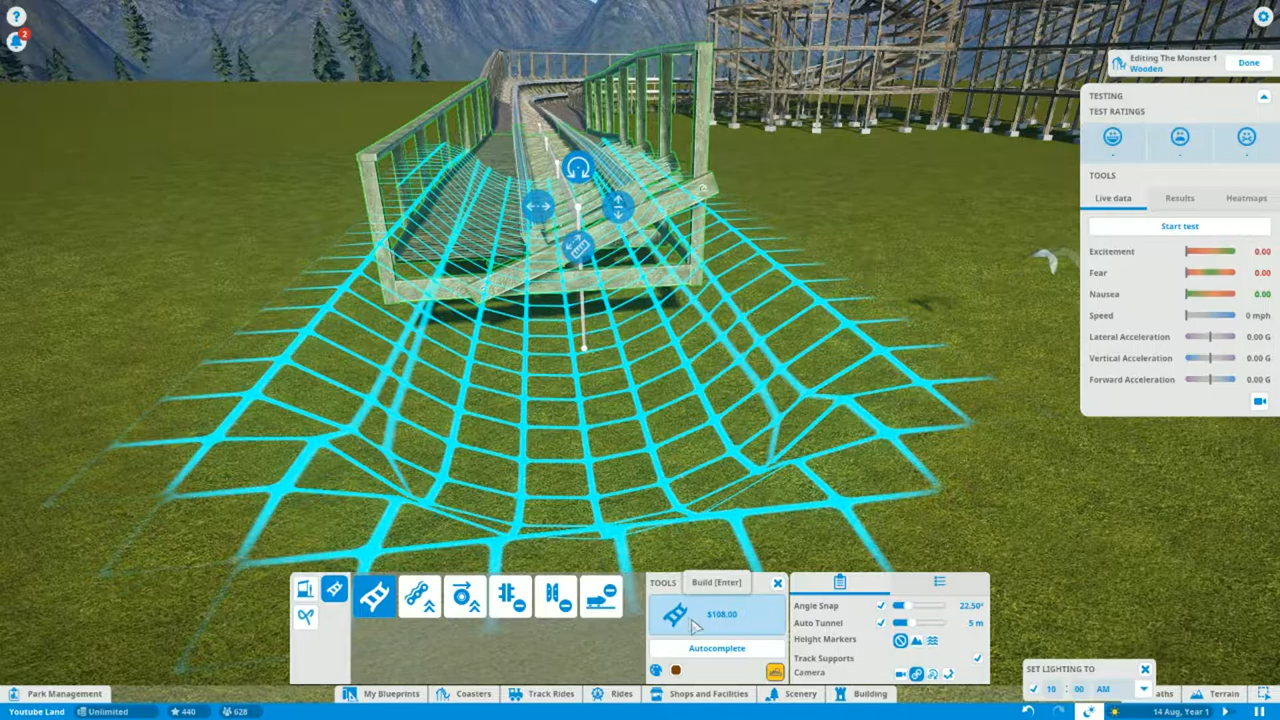 ?
2
Editing The Monster 1
Wooden
Done
TESTING
TEST RATINGS
- - -
TOOLS
Live data Results Heatmaps
Start test
Excitement 0.00
Fear 0.00
Nausea 0.00
Speed 0 mph
Lateral Acceleration 0.00 G
Vertical Acceleration 0.00 G
Forward Acceleration 0.00 G
TOOLS Build [Enter]
$108.00
Autocomplete
Angle Snap 22.50°
Auto Tunnel 5 m
Height Markers
Track Supports
Camera
SET LIGHTING TO
10 : 00 AM
Park Management My Blueprints Coasters Track Rides Rides Shops and Facilities Scenery Building aths Terrain
Youtube Land Unlimited 440 628 14 Aug, Year 1